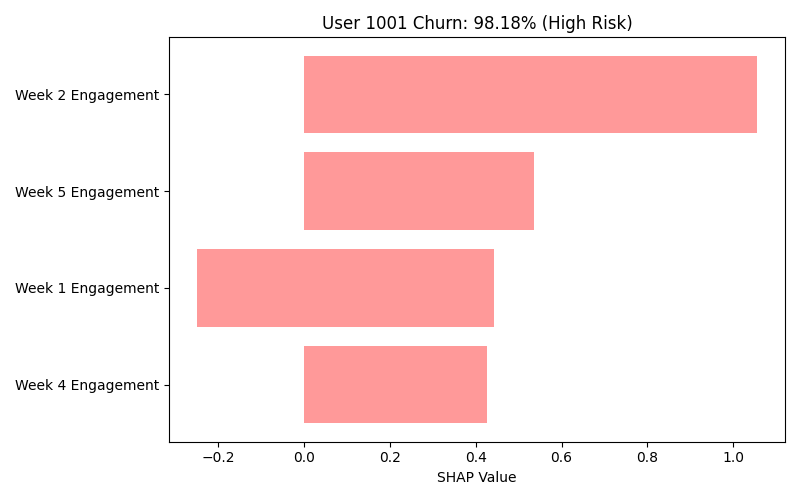 User 1001 Churn: 98.18% (High Risk)
Week 2 Engagement
Week 5 Engagement
Week 1 Engagement
Week 4 Engagement
−0.2 0.0 0.2 0.4 0.6 0.8 1.0
SHAP Value